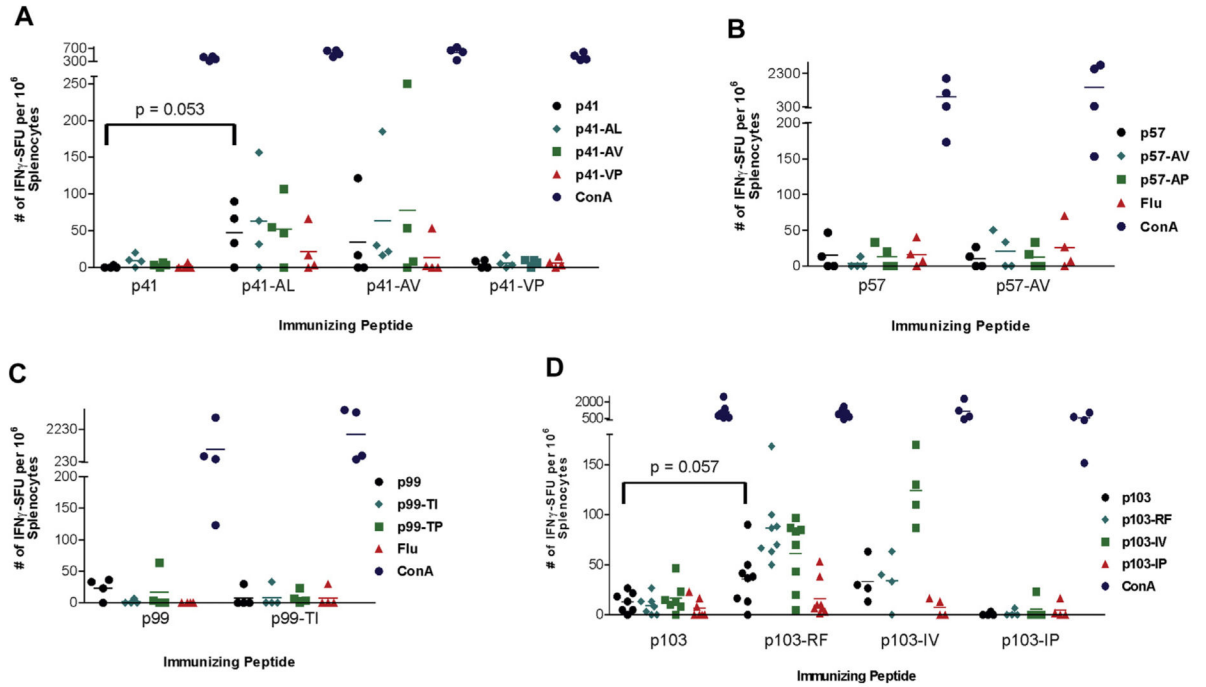 A
# of IFNγ-SFU per 10⁶
Splenocytes
700
300
250
200
150
100
50
0
p = 0.053
p41
p41-AL
p41-AV
p41-VP
Immunizing Peptide
p41
p41-AL
p41-AV
p41-VP
ConA
B
# of IFNγ-SFU per 10⁶
Splenocytes
2300
300
200
150
100
50
0
p57
p57-AV
Immunizing Peptide
p57
p57-AV
p57-AP
Flu
ConA
C
# of IFNγ-SFU per 10⁶
Splenocytes
2230
230
200
150
100
50
0
p99
p99-TI
Immunizing Peptide
p99
p99-TI
p99-TP
Flu
ConA
D
# of IFNγ-SFU per 10⁶
Splenocytes
2000
500
150
100
50
0
p = 0.057
p103
p103-RF
p103-IV
p103-IP
Immunizing Peptide
p103
p103-RF
p103-IV
p103-IP
ConA